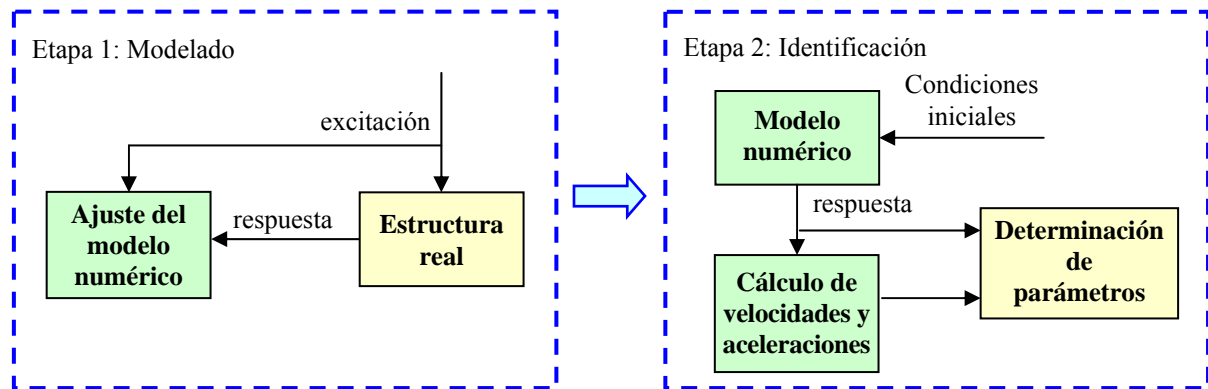 Etapa 1: Modelado
excitación
Ajuste del
modelo
numérico
respuesta
Estructura
real
Etapa 2: Identificación
Condiciones
iniciales
Modelo
numérico
respuesta
Cálculo de
velocidades y
aceleraciones
Determinación
de
parámetros